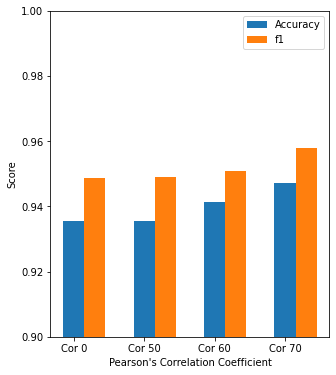 1.00
0.98
0.96
0.94
0.92
0.90
Score
Accuracy
f1
Cor 0 Cor 50 Cor 60 Cor 70
Pearson's Correlation Coefficient